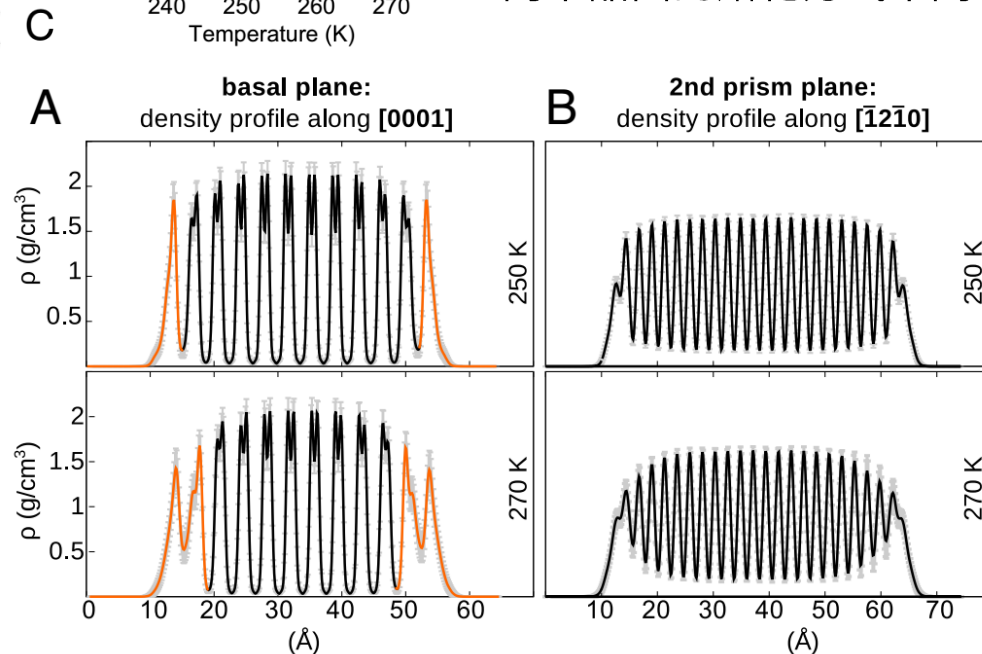 240 250 260 270
C
Temperature (K)
A
basal plane:
density profile along [0001]
B
2nd prism plane:
density profile along [1̅21̅0]
2
1.5
1
0.5
ρ (g/cm³)
250 K
250 K
2
1.5
1
0.5
ρ (g/cm³)
270 K
270 K
0 10 20 30 40 50 60
(Å)
10 20 30 40 50 60 70
(Å)